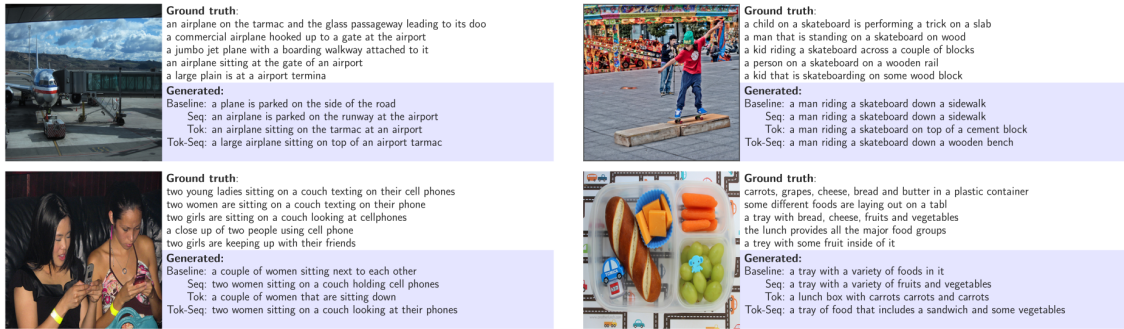 Ground truth:
an airplane on the tarmac and the glass passageway leading to its doo
a commercial airplane hooked up to a gate at the airport
a jumbo jet plane with a boarding walkway attached to it
an airplane sitting at the gate of an airport
a large plain is at a airport termina
Generated:
Baseline: a plane is parked on the side of the road
Seq: an airplane is parked on the runway at the airport
Tok: an airplane sitting on the tarmac at an airport
Tok-Seq: a large airplane sitting on top of an airport tarmac
Ground truth:
a child on a skateboard is performing a trick on a slab
a man that is standing on a skateboard on wood
a kid riding a skateboard across a couple of blocks
a person on a skateboard on a wooden rail
a kid that is skateboarding on some wood block
Generated:
Baseline: a man riding a skateboard down a sidewalk
Seq: a man riding a skateboard down a sidewalk
Tok: a man riding a skateboard on top of a cement block
Tok-Seq: a man riding a skateboard down a wooden bench
Ground truth:
two young ladies sitting on a couch texting on their cell phones
two women are sitting on a couch texting on their phone
two girls are sitting on a couch looking at cellphones
a close up of two people using cell phone
two girls are keeping up with their friends
Generated:
Baseline: a couple of women sitting next to each other
Seq: two women sitting on a couch holding cell phones
Tok: a couple of women that are sitting down
Tok-Seq: two women sitting on a couch looking at their phones
Ground truth:
carrots, grapes, cheese, bread and butter in a plastic container
some different foods are laying out on a tabl
a tray with bread, cheese, fruits and vegetables
the lunch provides all the major food groups
a trey with some fruit inside of it
Generated:
Baseline: a tray with a variety of foods in it
Seq: a tray with a variety of fruits and vegetables
Tok: a lunch box with carrots carrots and carrots
Tok-Seq: a tray of food that includes a sandwich and some vegetables